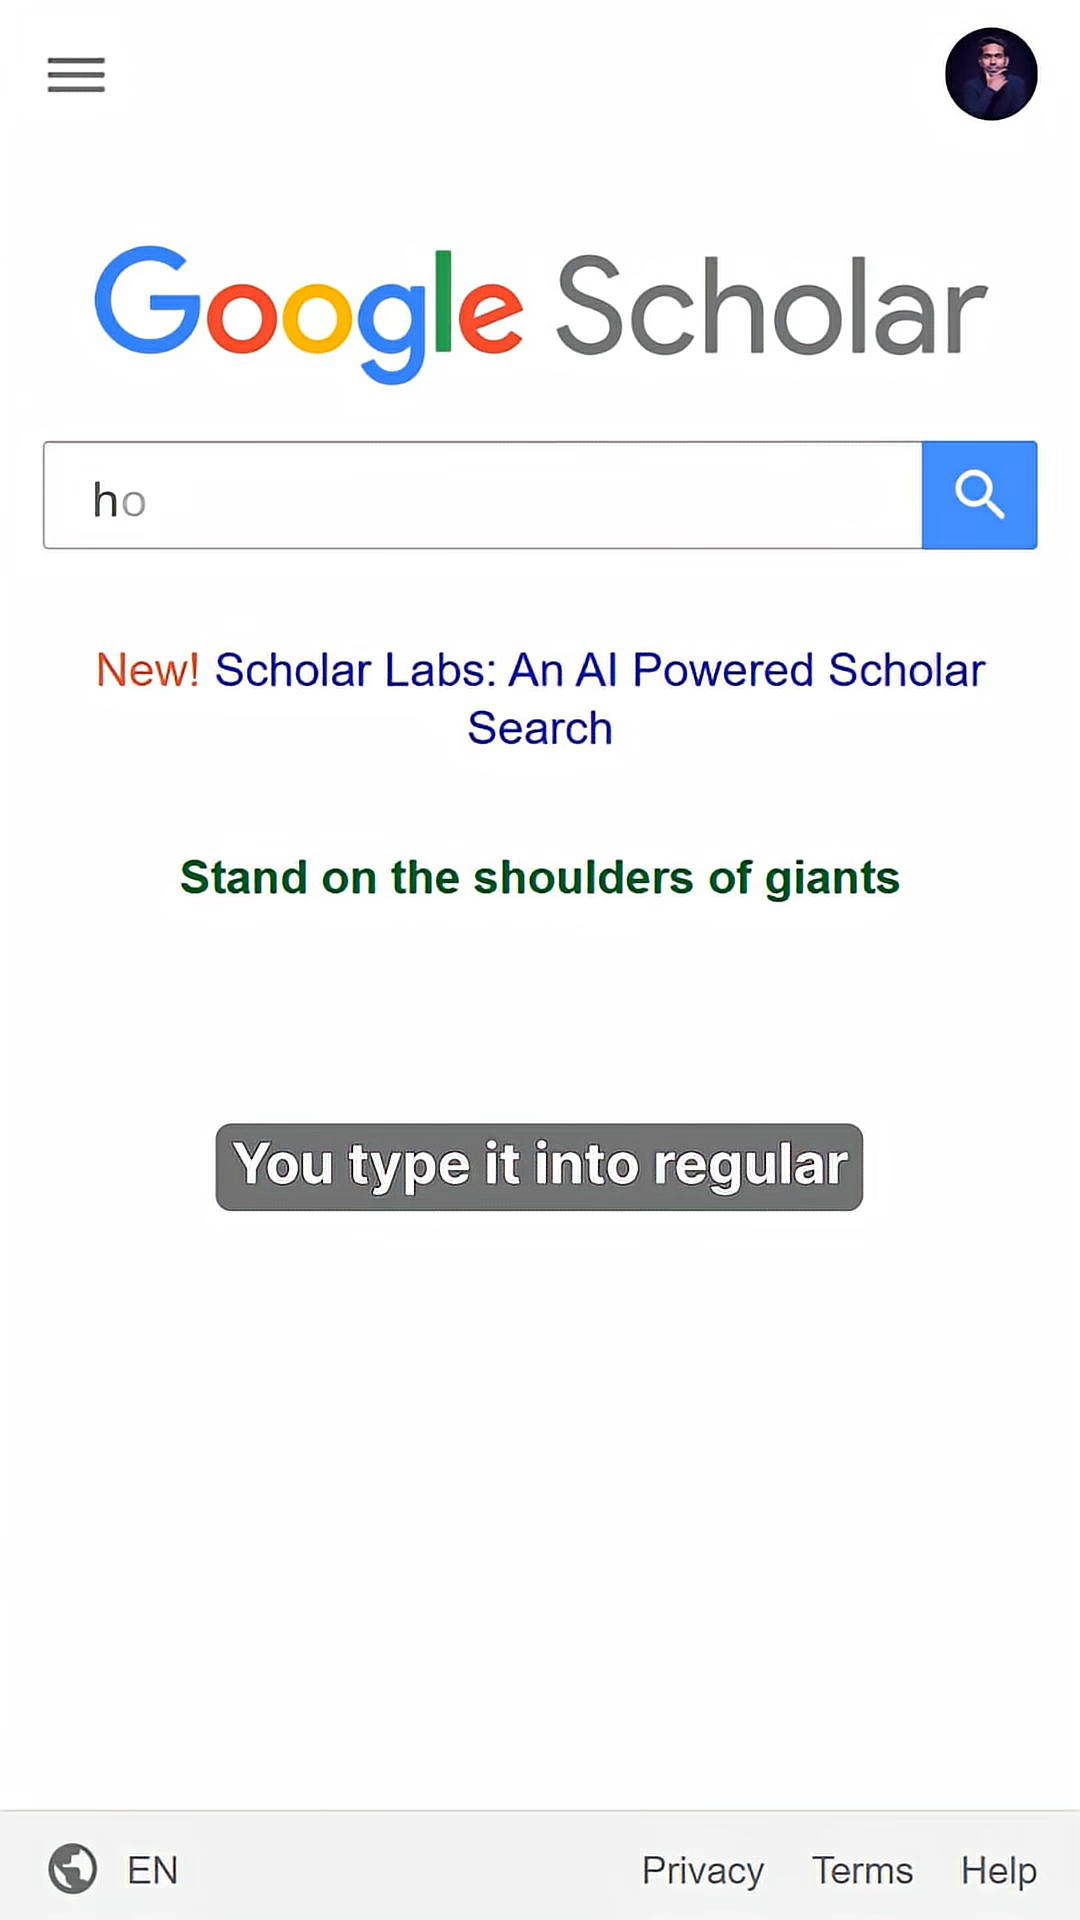 Google Scholar
ho
New! Scholar Labs: An AI Powered Scholar
Search
Stand on the shoulders of giants
You type it into regular
EN Privacy Terms Help